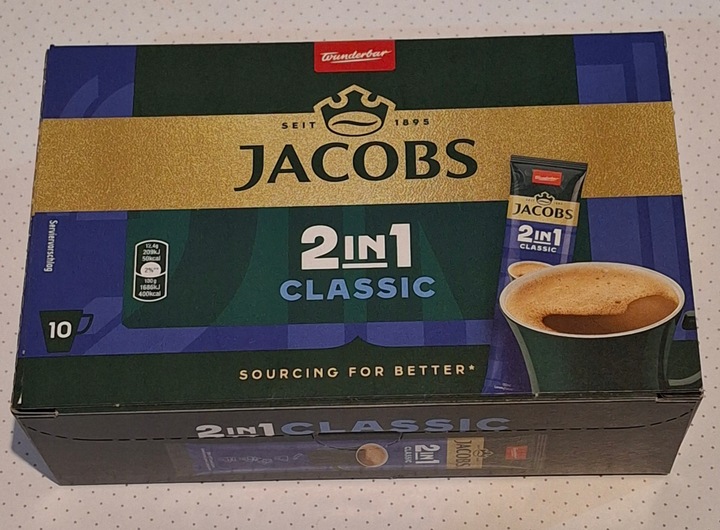 Wunderbar
SEIT 1895
JACOBS
2IN1
CLASSIC
Serviervorschlag
12,4g
209kJ
50kcal
2%**
100g
1686kJ
400kcal
10
SOURCING FOR BETTER*
Wunderbar
JACOBS
2IN1
CLASSIC
2IN1 CLASSIC
2IN1
JACOBS